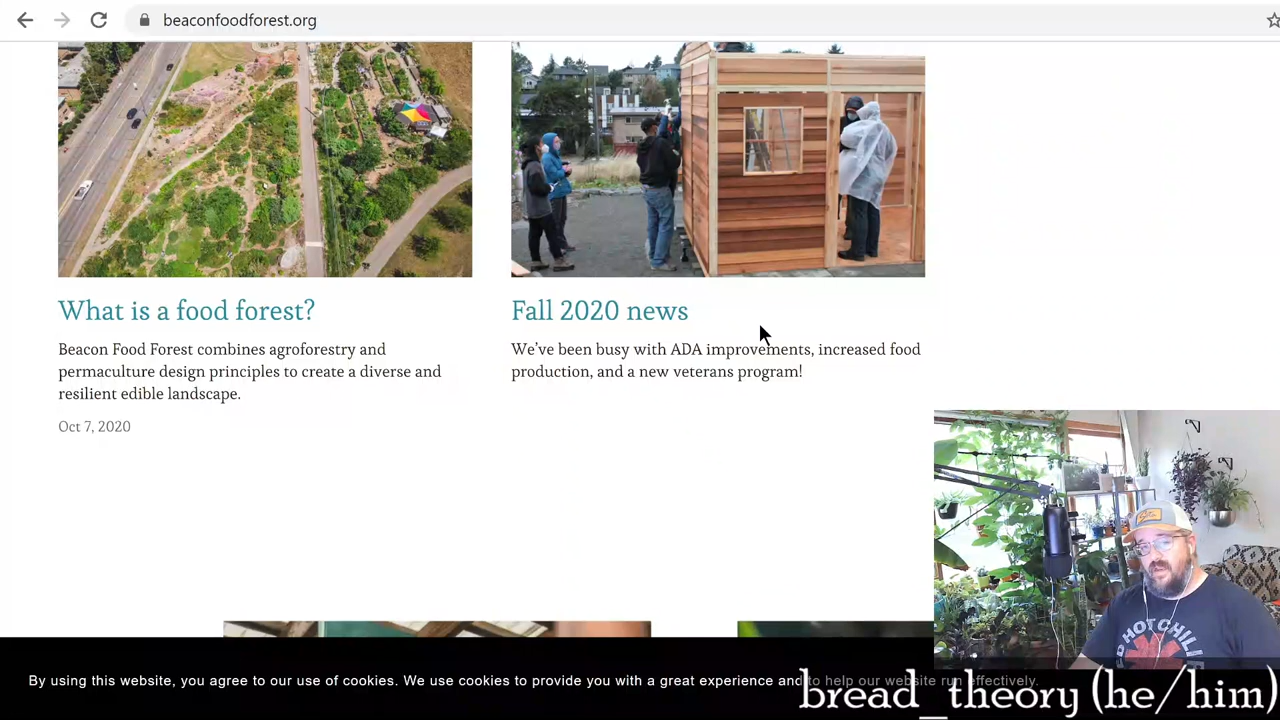 beaconfoodforest.org
What is a food forest?
Beacon Food Forest combines agroforestry and
permaculture design principles to create a diverse and
resilient edible landscape.
Oct 7, 2020
Fall 2020 news
We've been busy with ADA improvements, increased food
production, and a new veterans program!
HOT CHILI
By using this website, you agree to our use of cookies. We use cookies to provide you with a great experience and to help our website run effectively.
bread_theory (he/him)